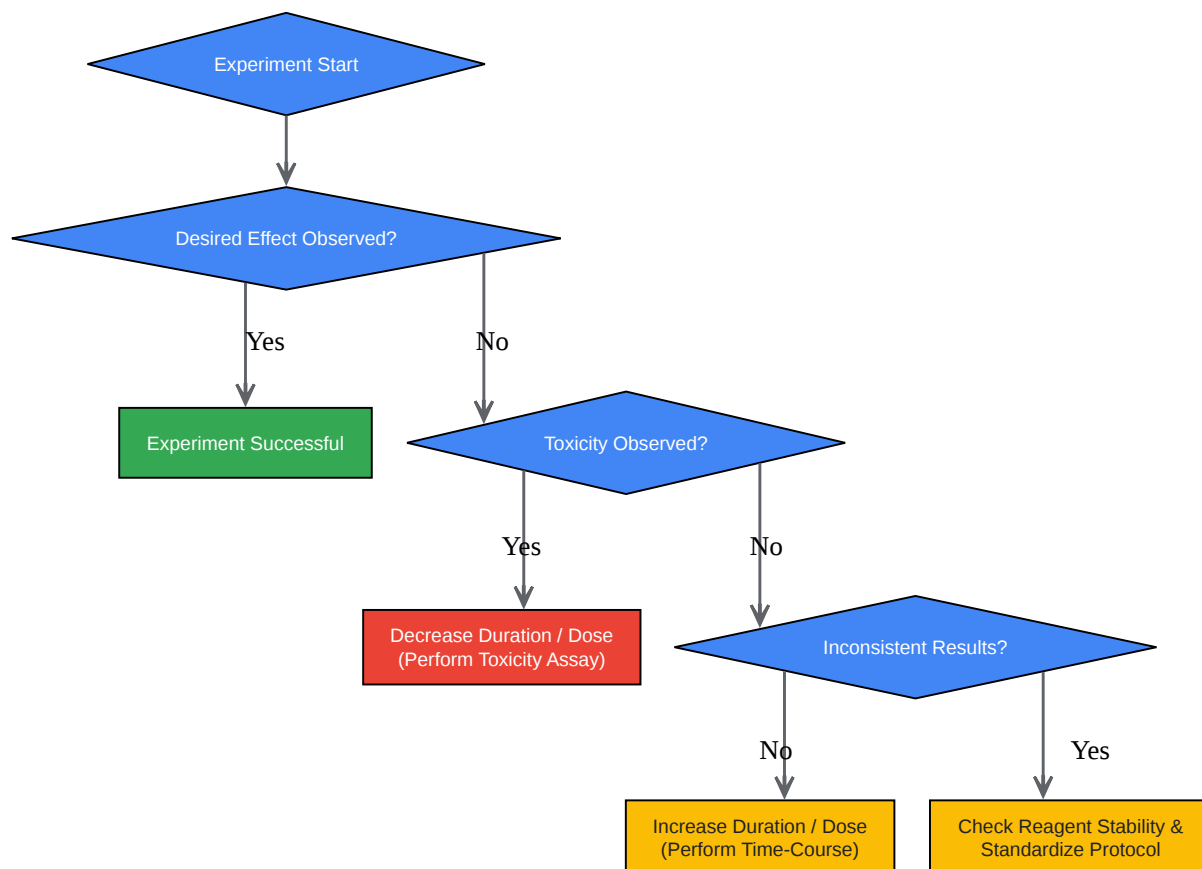 Experiment Start
Desired Effect Observed?
Yes
No
Experiment Successful
Toxicity Observed?
Yes
No
Decrease Duration / Dose
(Perform Toxicity Assay)
Inconsistent Results?
No
Yes
Increase Duration / Dose
(Perform Time-Course)
Check Reagent Stability &
Standardize Protocol